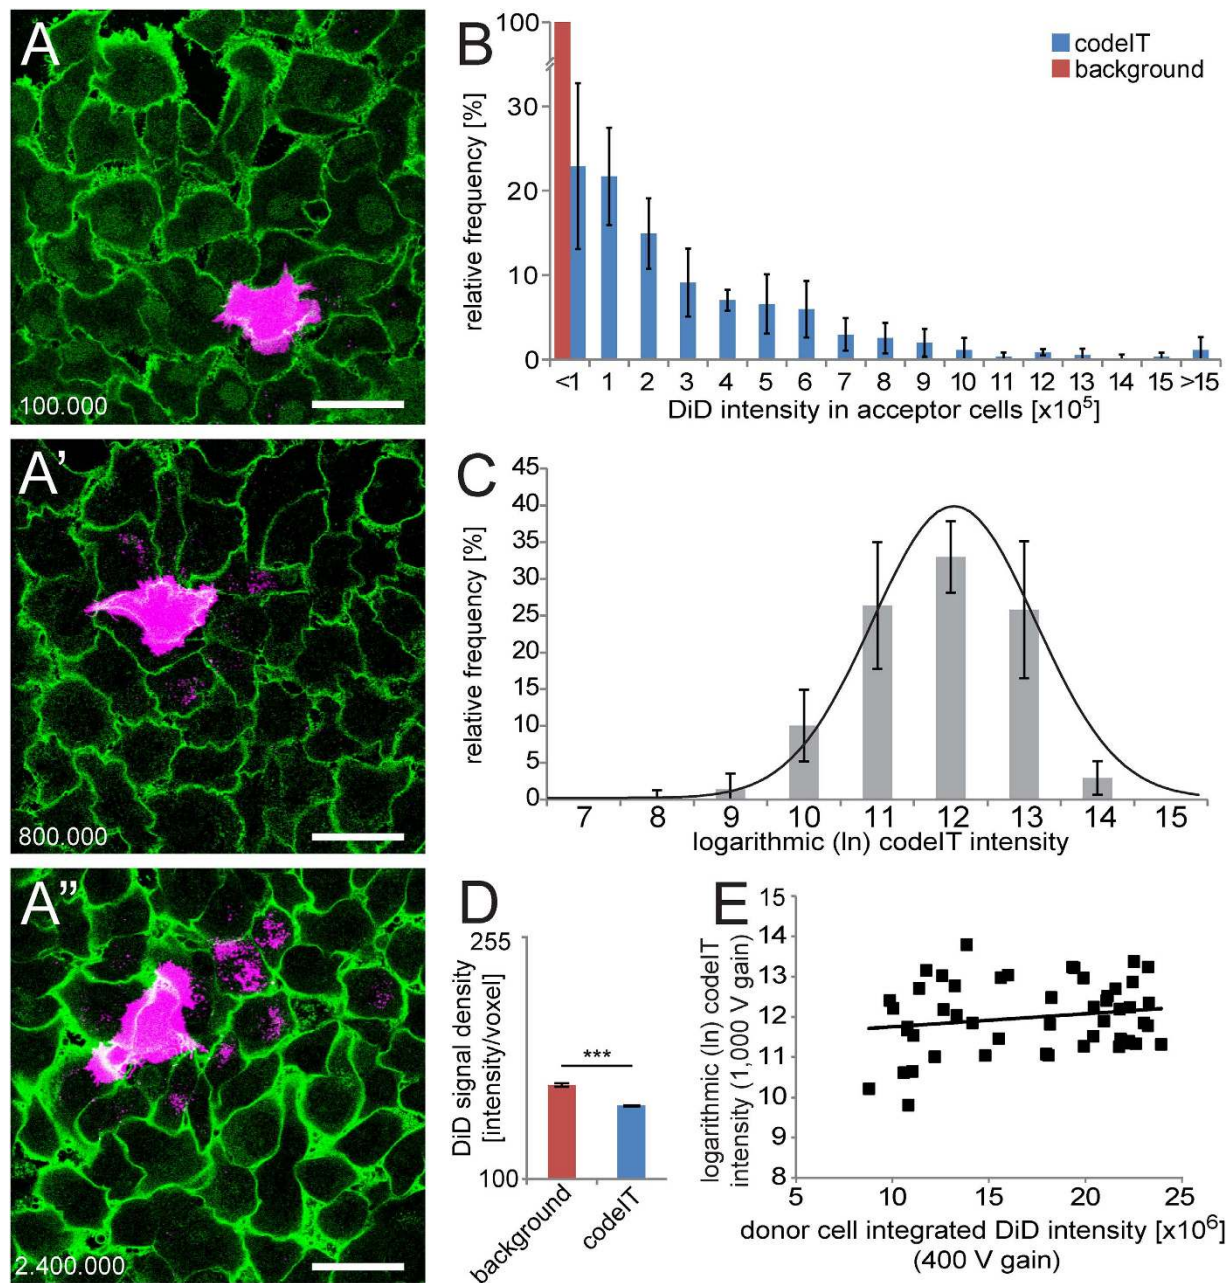 A
100.000
A'
800.000
A"
2.400.000
B
codeIT
background
relative frequency [%]
100
30
20
10
0
<1 1 2 3 4 5 6 7 8 9 10 11 12 13 14 15 >15
DiD intensity in acceptor cells [x10⁵]
C
relative frequency [%]
45
40
35
30
25
20
15
10
5
0
7 8 9 10 11 12 13 14 15
logarithmic (ln) codeIT intensity
D
DiD signal density
[intensity/voxel]
255
100
***
background
codeIT
E
logarithmic (ln) codeIT
intensity (1,000 V gain)
15
14
13
12
11
10
9
8
5 10 15 20 25
donor cell integrated DiD intensity [x10⁶]
(400 V gain)